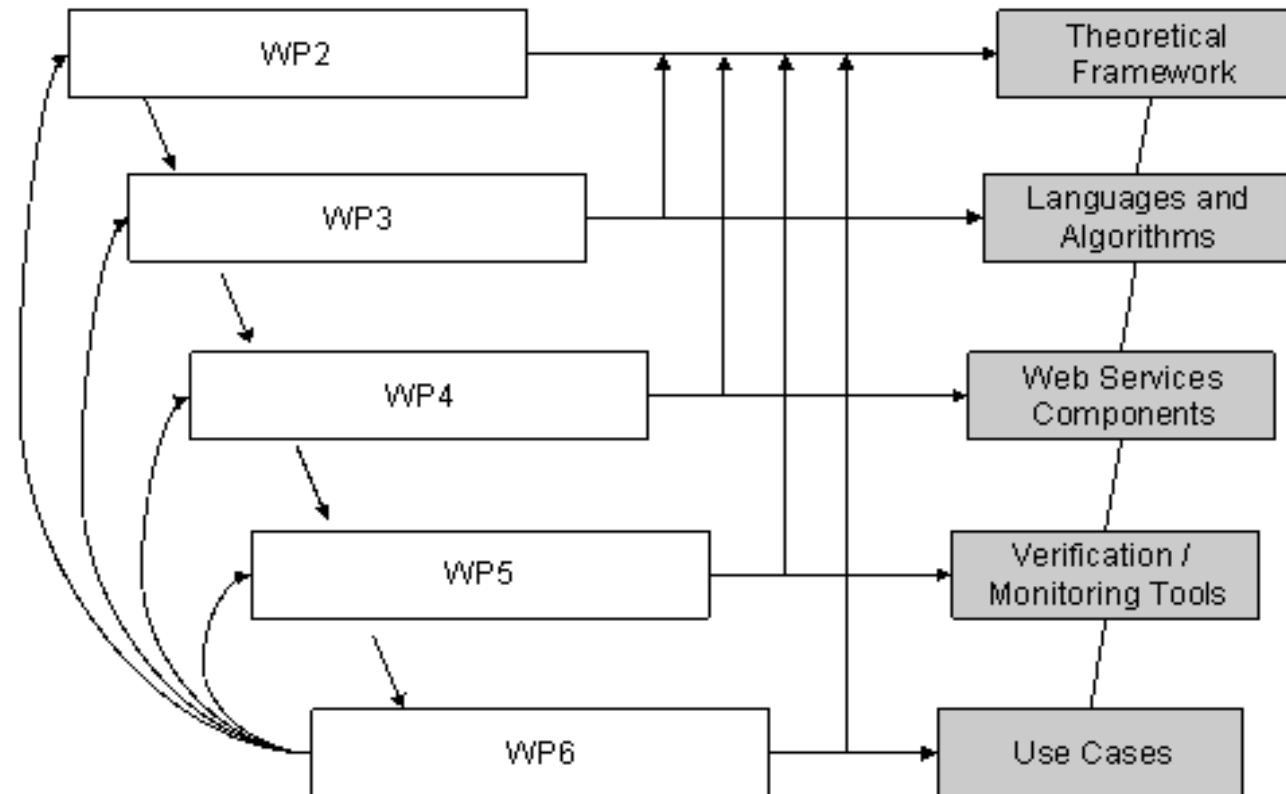 WP2
Theoretical
Framework
WP3
Languages and
Algorithms
WP4
Web Services
Components
WP5
Verification /
Monitoring Tools
WP6
Use Cases